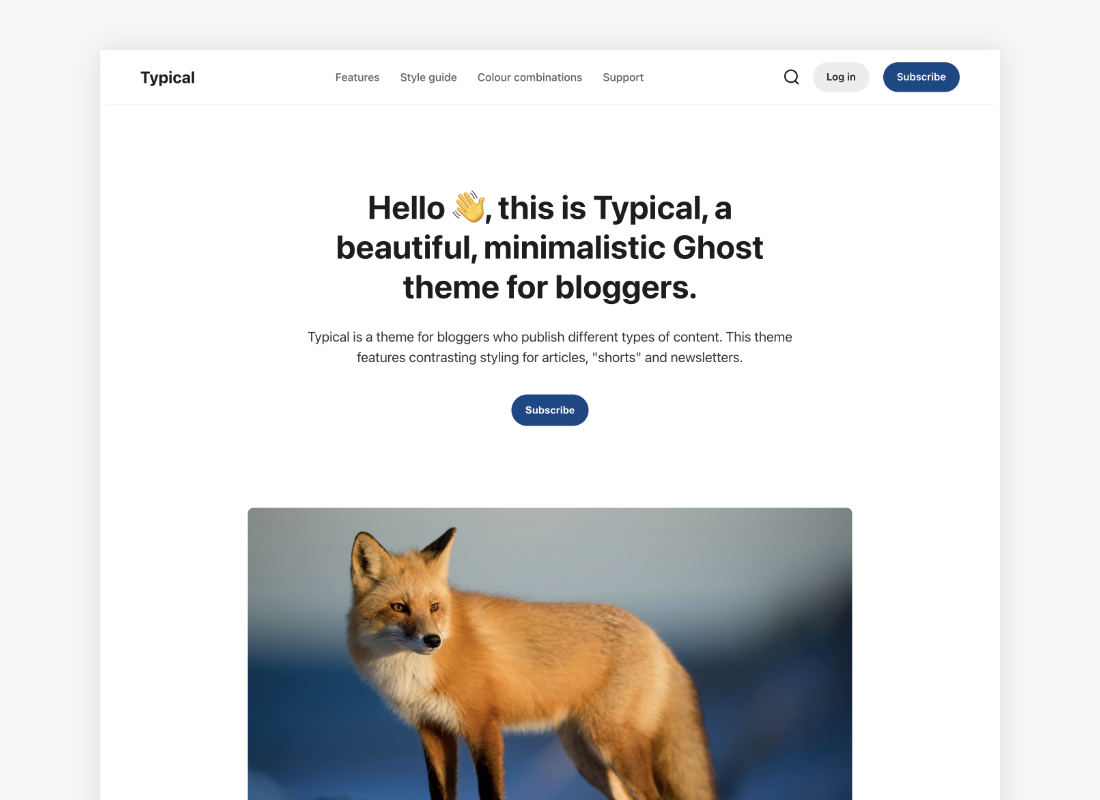 Typical
Features
Style guide
Colour combinations
Support
Log in
Subscribe
Hello 👋, this is Typical, a
beautiful, minimalistic Ghost
theme for bloggers.
Typical is a theme for bloggers who publish different types of content. This theme
features contrasting styling for articles, "shorts" and newsletters.
Subscribe